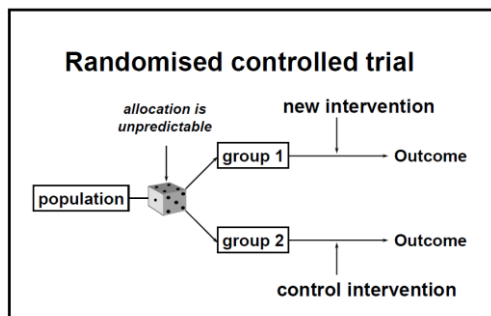 Randomised controlled trial
allocation is
unpredictable
new intervention
group 1
Outcome
population
group 2
Outcome
control intervention